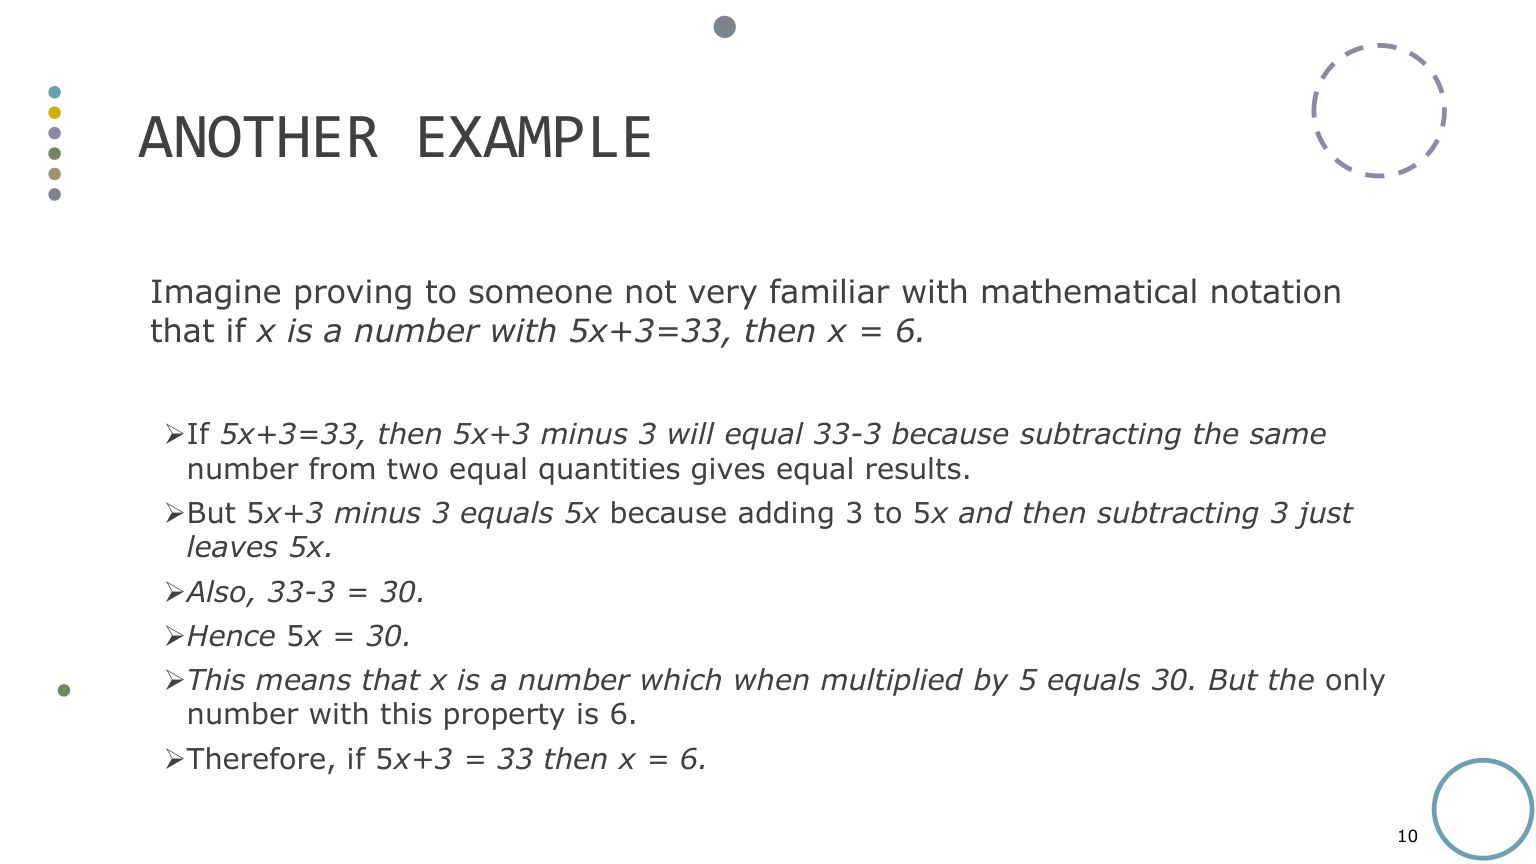 ANOTHER EXAMPLE
Imagine proving to someone not very familiar with mathematical notation
that if x is a number with 5x+3=33, then x = 6.
➢If 5x+3=33, then 5x+3 minus 3 will equal 33-3 because subtracting the same
number from two equal quantities gives equal results.
➢But 5x+3 minus 3 equals 5x because adding 3 to 5x and then subtracting 3 just
leaves 5x.
➢Also, 33-3 = 30.
➢Hence 5x = 30.
➢This means that x is a number which when multiplied by 5 equals 30. But the only
number with this property is 6.
➢Therefore, if 5x+3 = 33 then x = 6.
10